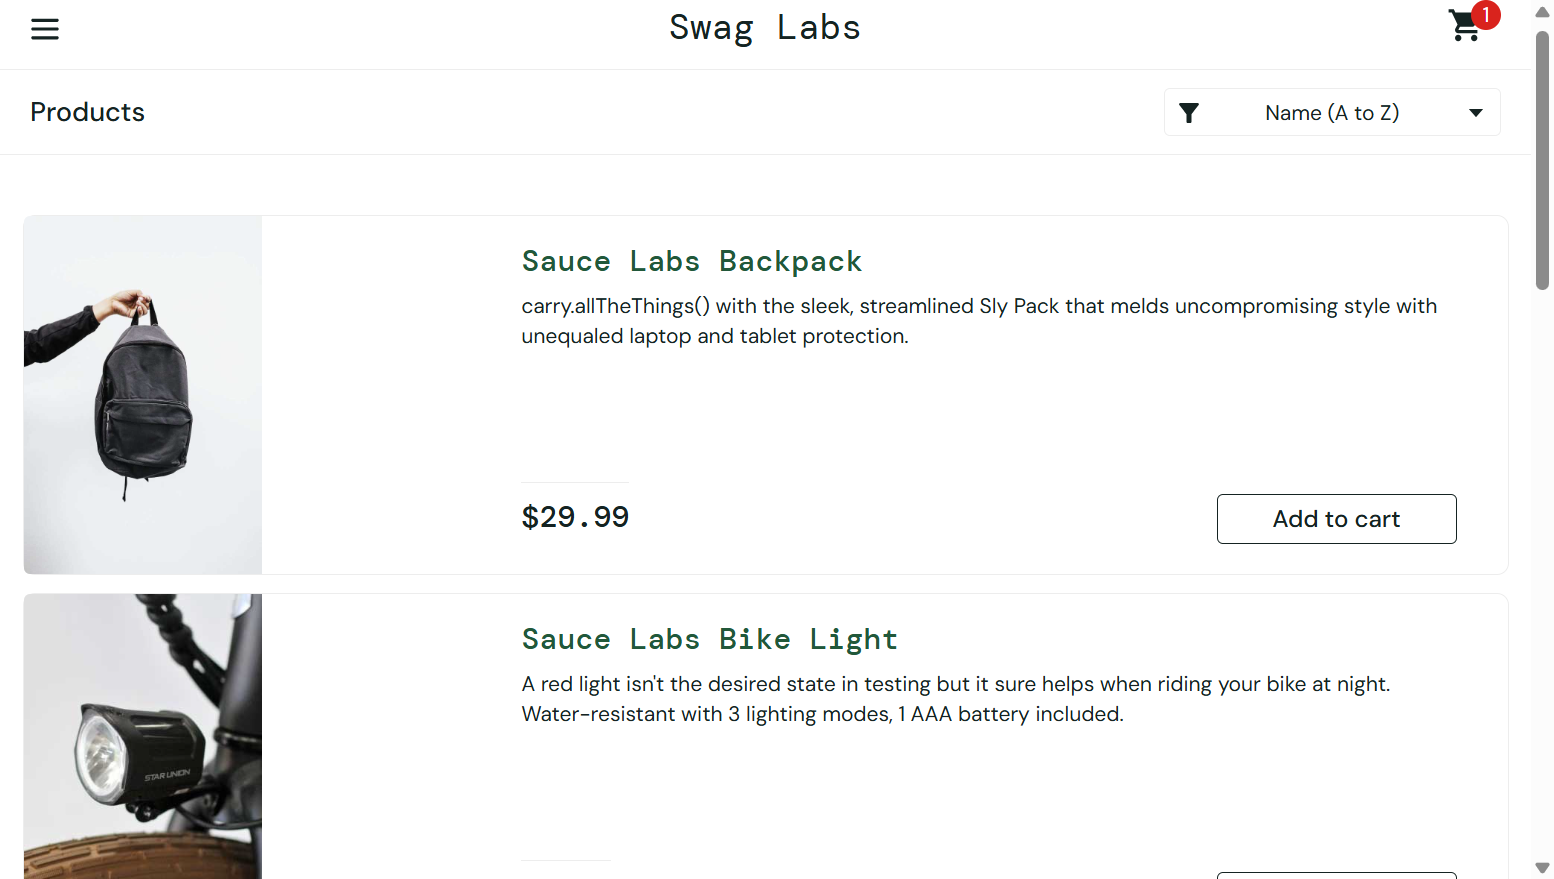 Swag Labs
1
Products
Name (A to Z)
Sauce Labs Backpack
carry.allTheThings() with the sleek, streamlined Sly Pack that melds uncompromising style with
unequaled laptop and tablet protection.
$29.99
Add to cart
Sauce Labs Bike Light
A red light isn't the desired state in testing but it sure helps when riding your bike at night.
Water-resistant with 3 lighting modes, 1 AAA battery included.
STAR UNION